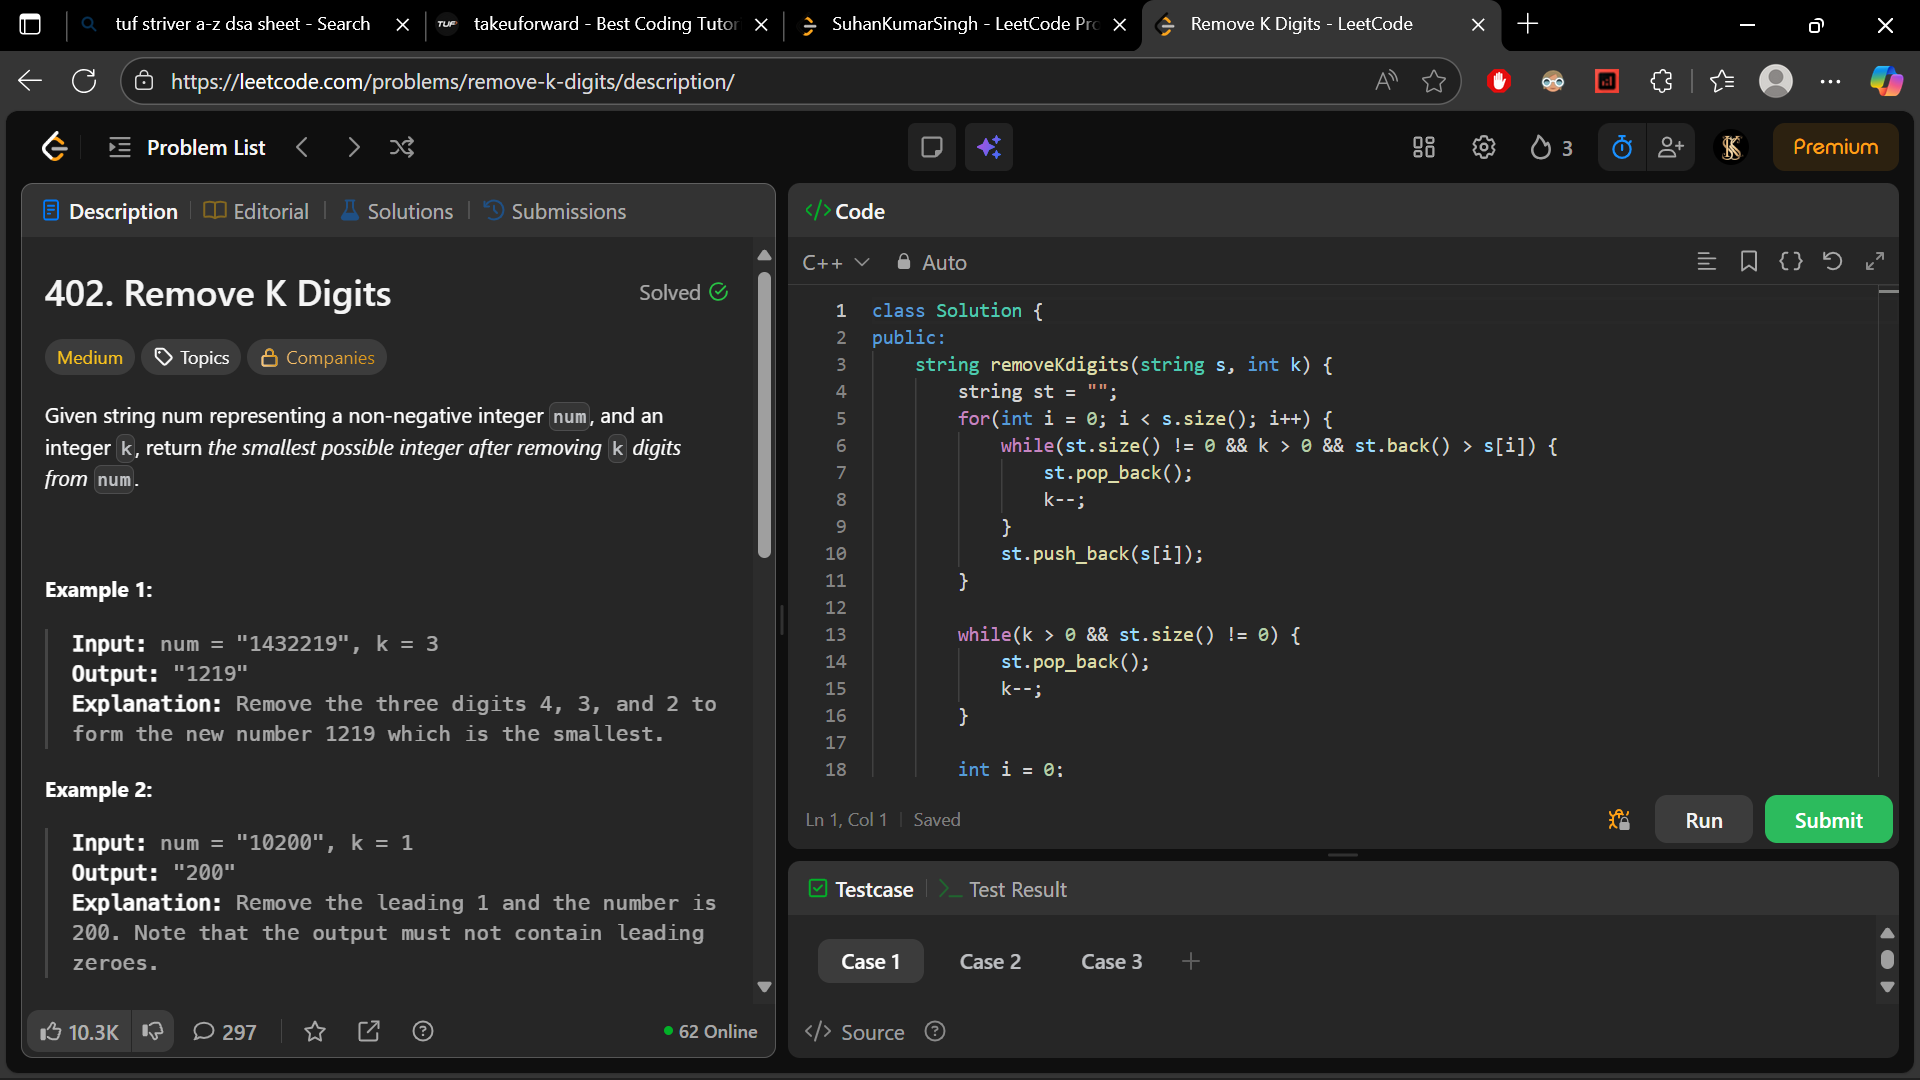 tuf striver a-z dsa sheet - Search
TUF takeuforward - Best Coding Tutor
SuhanKumarSingh - LeetCode Pro
Remove K Digits - LeetCode
https://leetcode.com/problems/remove-k-digits/description/
Problem List
3
Premium
Description
Editorial
Solutions
Submissions
402. Remove K Digits
Solved
Medium
Topics
Companies
Given string num representing a non-negative integer num, and an
integer k, return the smallest possible integer after removing k digits
from num.
Example 1:
Input: num = "1432219", k = 3
Output: "1219"
Explanation: Remove the three digits 4, 3, and 2 to
form the new number 1219 which is the smallest.
Example 2:
Input: num = "10200", k = 1
Output: "200"
Explanation: Remove the leading 1 and the number is
200. Note that the output must not contain leading
zeroes.
10.3K
297
62 Online
</> Code
C++
Auto
1 class Solution {
2 public:
3 string removeKdigits(string s, int k) {
4 string st = "";
5 for(int i = 0; i < s.size(); i++) {
6 while(st.size() != 0 && k > 0 && st.back() > s[i]) {
7 st.pop_back();
8 k--;
9 }
10 st.push_back(s[i]);
11 }
12
13 while(k > 0 && st.size() != 0) {
14 st.pop_back();
15 k--;
16 }
17
18 int i = 0;
Ln 1, Col 1
Saved
Run
Submit
Testcase
Test Result
Case 1
Case 2
Case 3
</> Source